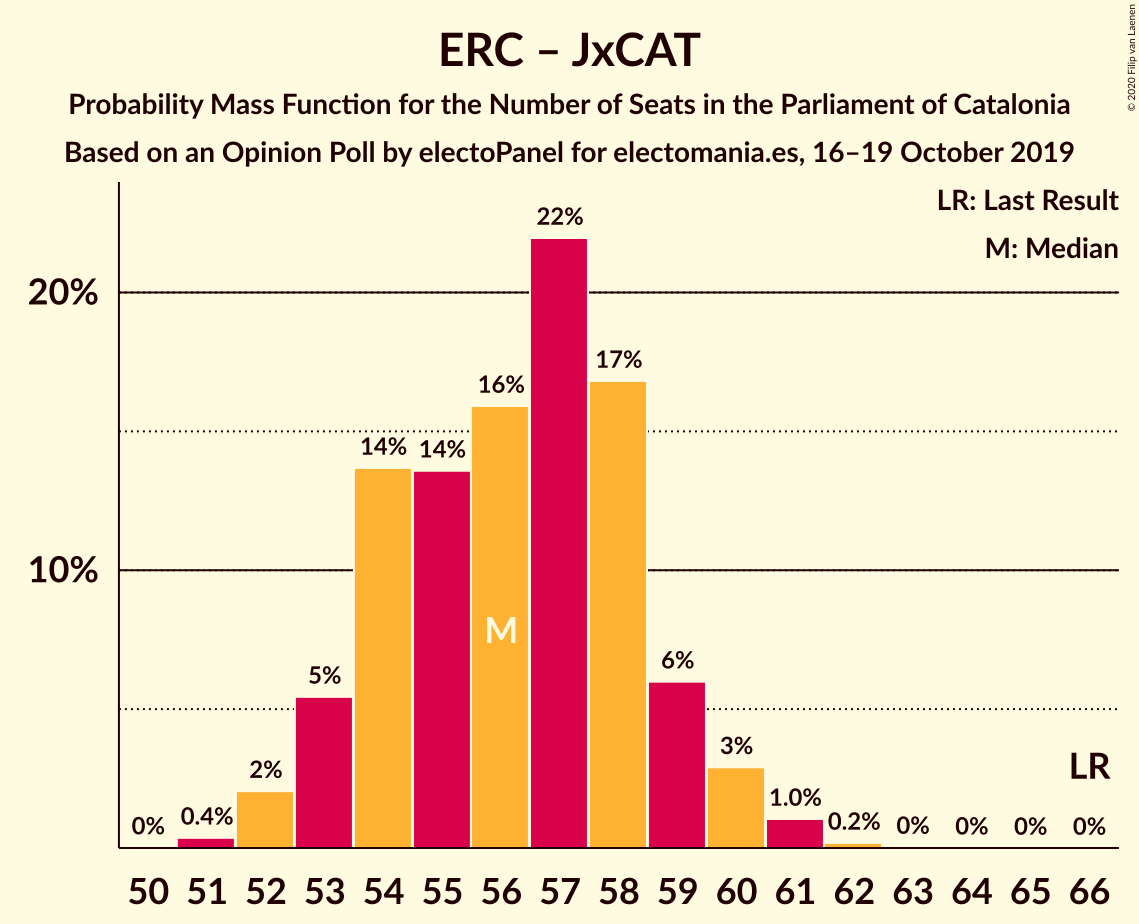 ERC – JxCAT
Probability Mass Function for the Number of Seats in the Parliament of Catalonia
Based on an Opinion Poll by electoPanel for electomania.es, 16–19 October 2019
© 2020 Filip van Laenen
LR: Last Result
M: Median
20%
10%
0%
0.4%
2%
5%
14%
14%
16%
22%
17%
6%
3%
1.0%
0.2%
0%
0%
0%
0%
M
LR
50 51 52 53 54 55 56 57 58 59 60 61 62 63 64 65 66